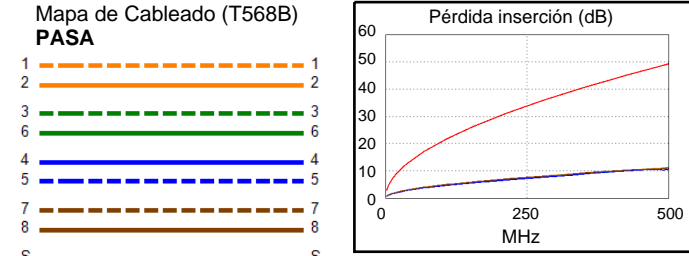 Mapa de Cableado (T568B)
PASA
1 1
2 2
3 3
6 6
4 4
5 5
7 7
8 8
S S
Pérdida inserción (dB)
60
50
40
30
20
10
0
0 250 500
MHz